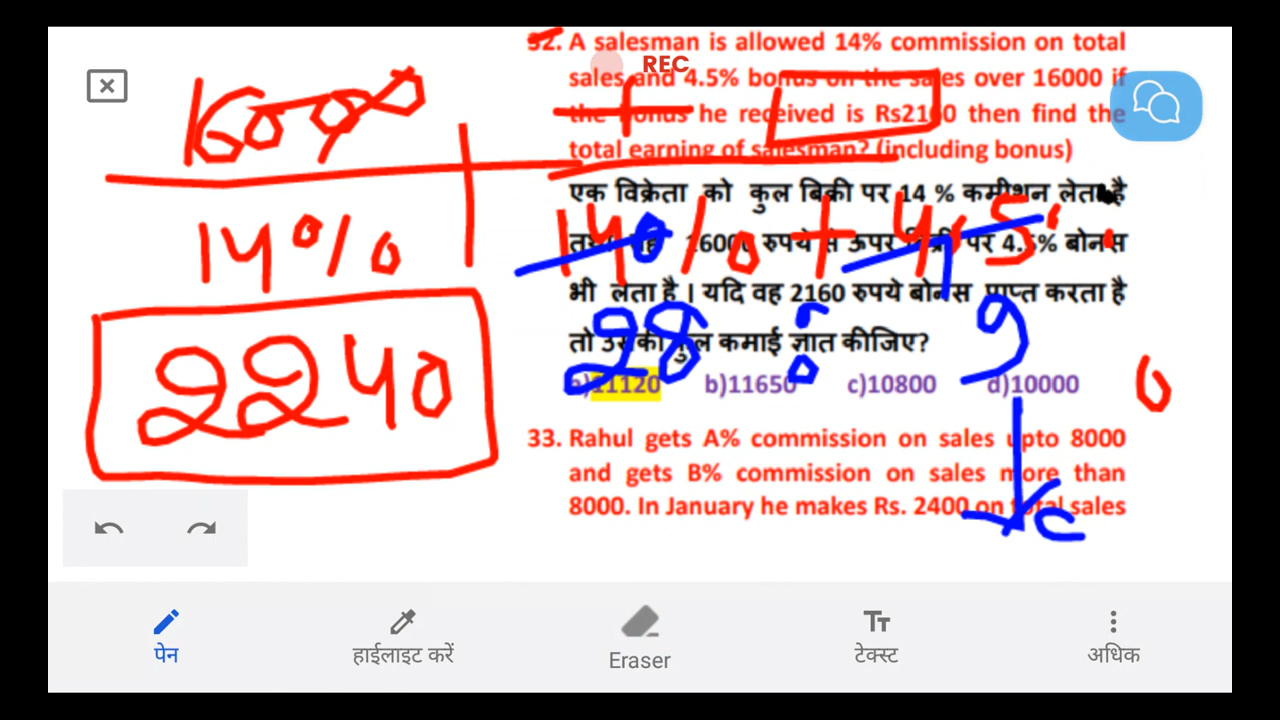 REC
32. A salesman is allowed 14% commission on total
sales and 4.5% bonus on the sales over 16000 if
the bonus he received is Rs2160 then find the
total earning of salesman? (including bonus)
एक विक्रेता को कुल बिक्री पर 14 % कमीशन लेता है
16000 रुपये से ऊपर बिक्री पर 4.5% बोनस
भी लेता है । यदि वह 2160 रुपये बोनस प्राप्त करता है
तो उसकी कुल कमाई ज्ञात कीजिए?
a)11120 b)11650 c)10800 d)10000
33. Rahul gets A% commission on sales upto 8000
and gets B% commission on sales more than
8000. In January he makes Rs. 2400 on total sales
16000
14%
2240
14% + 4.5%
28 : 9
पेन
हाईलाइट करें
Eraser
टेक्स्ट
अधिक